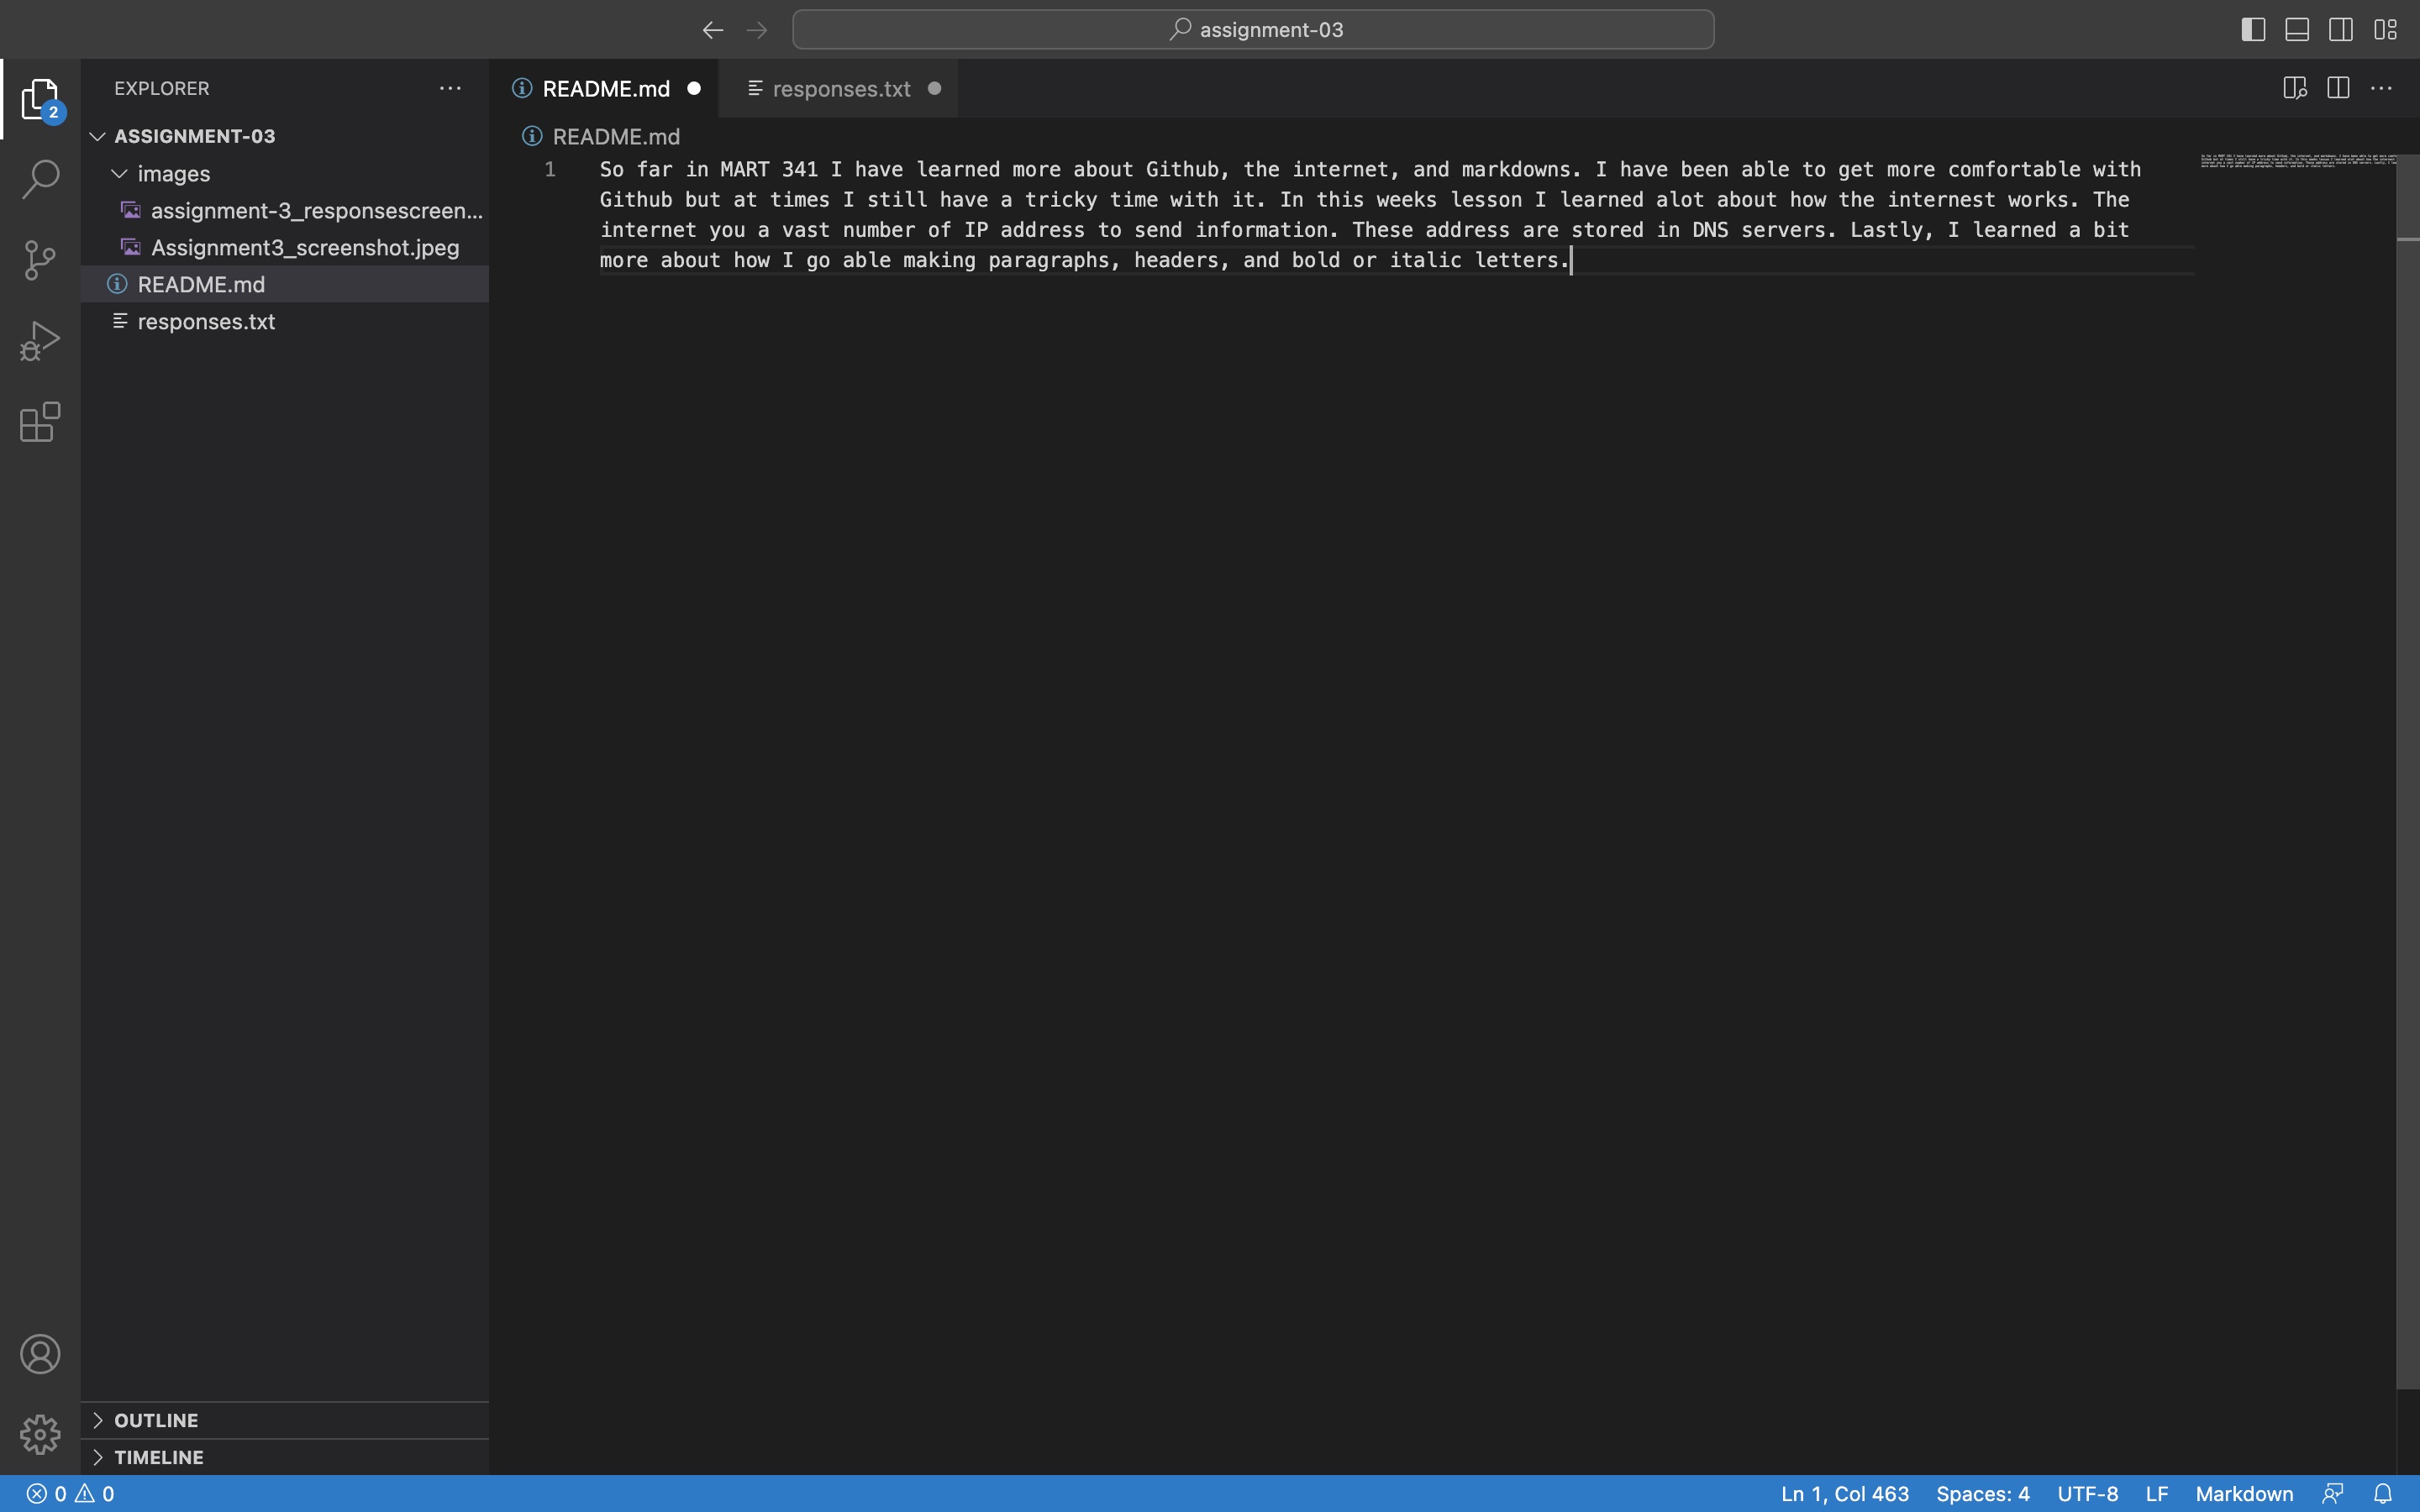 assignment-03
EXPLORER
README.md
responses.txt
2
ASSIGNMENT-03
README.md
images
assignment-3_responsescreen...
Assignment3_screenshot.jpeg
README.md
responses.txt
1
So far in MART 341 I have learned more about Github, the internet, and markdowns. I have been able to get more comfortable with
Github but at times I still have a tricky time with it. In this weeks lesson I learned alot about how the internest works. The
internet you a vast number of IP address to send information. These address are stored in DNS servers. Lastly, I learned a bit
more about how I go able making paragraphs, headers, and bold or italic letters.
OUTLINE
TIMELINE
0 0
Ln 1, Col 463 Spaces: 4 UTF-8 LF Markdown